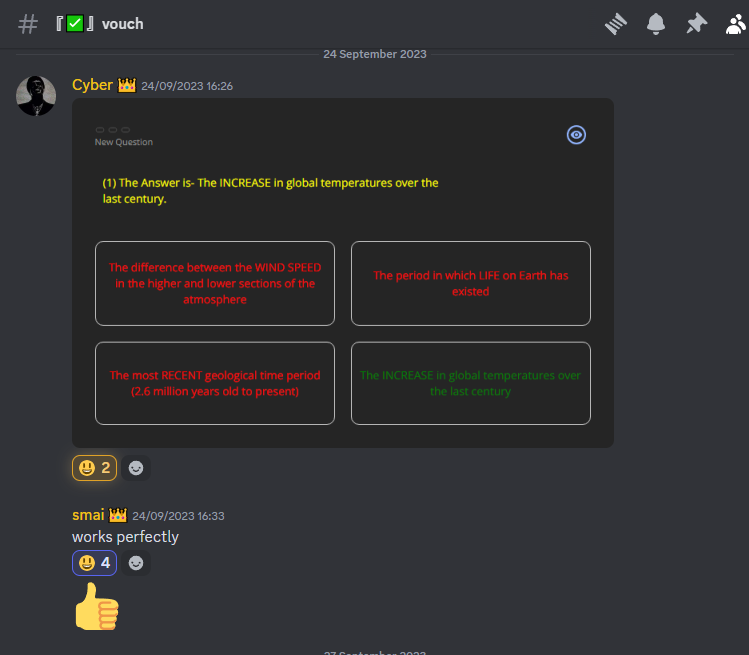 # 『✅』vouch
24 September 2023
Cyber 24/09/2023 16:26
New Question
(1) The Answer is- The INCREASE in global temperatures over the
last century.
The difference between the WIND SPEED
in the higher and lower sections of the
atmosphere
The period in which LIFE on Earth has
existed
The most RECENT geological time period
(2.6 million years old to present)
The INCREASE in global temperatures over
the last century
2
smai 24/09/2023 16:33
works perfectly
4
27 September 2023